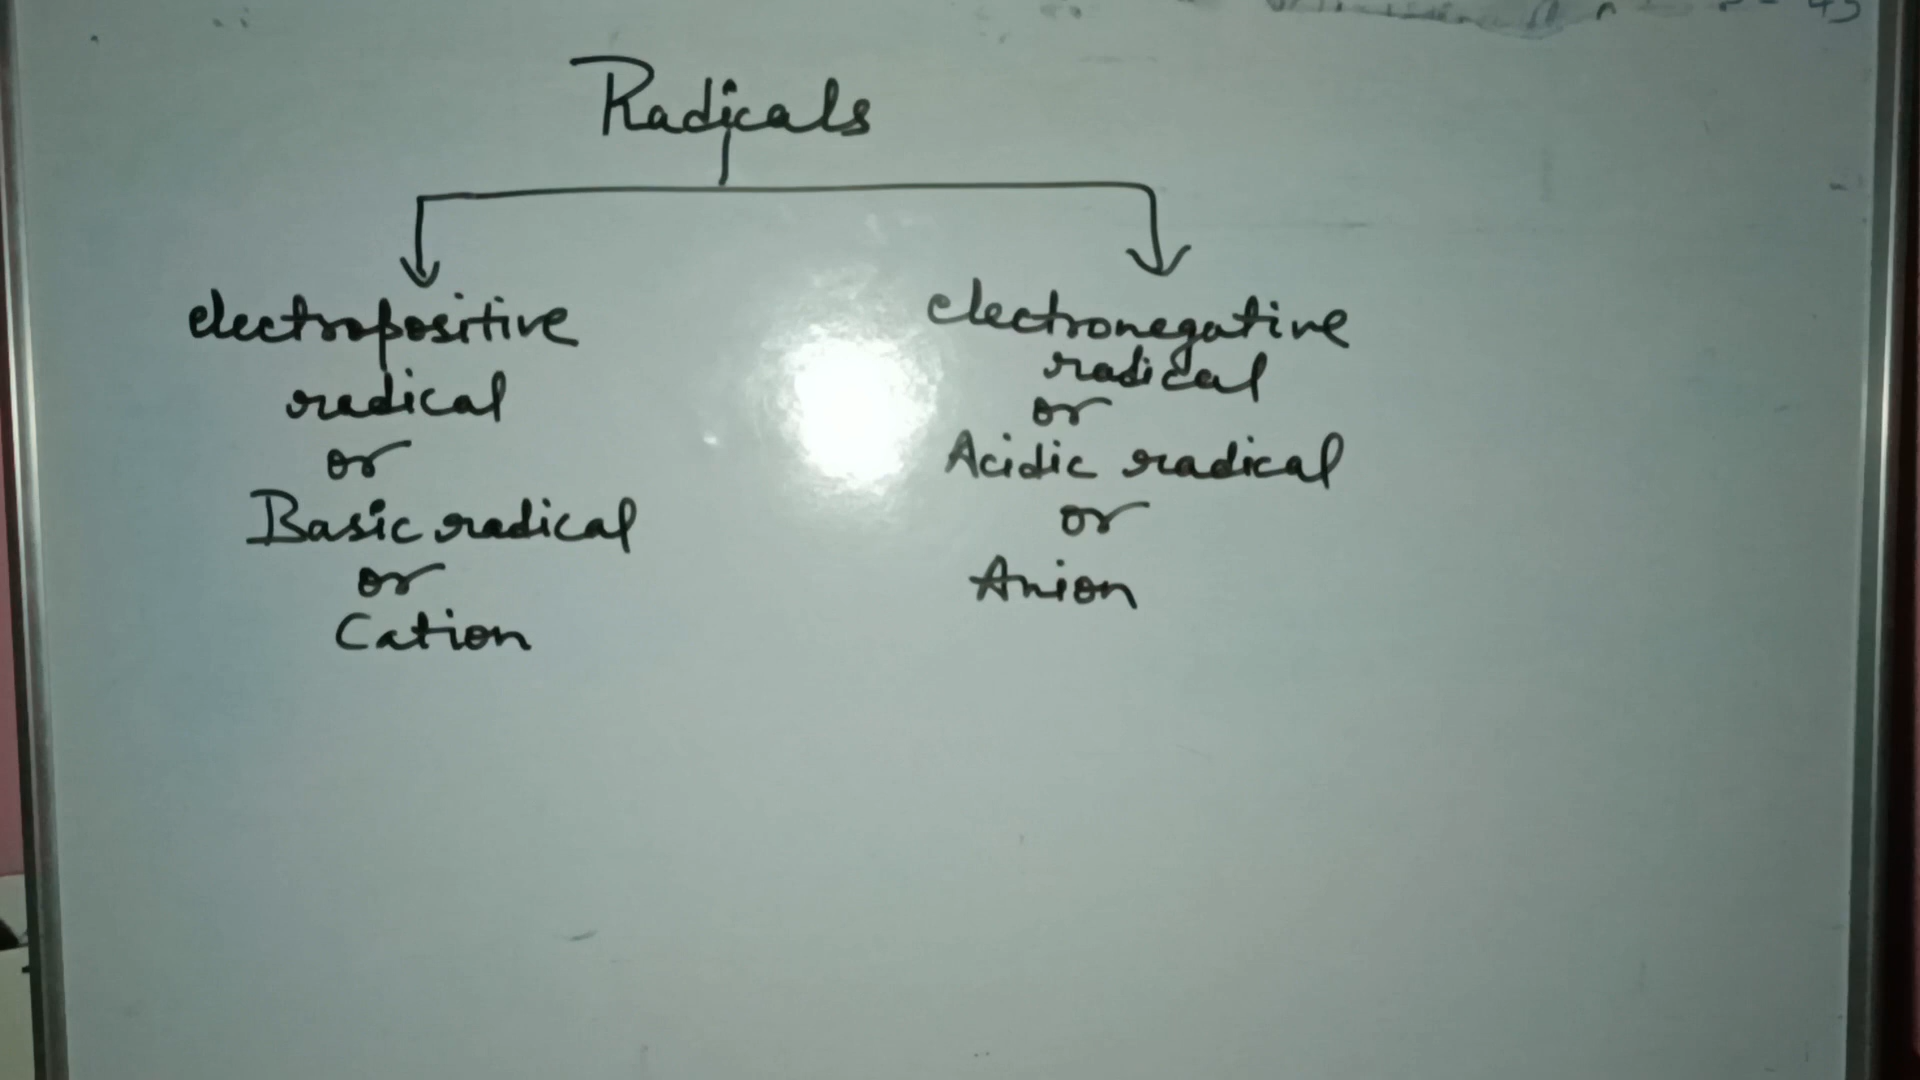 Radicals
electropositive
radical
or
Basic radical
or
Cation
electronegative
radical
or
Acidic radical
or
Anion